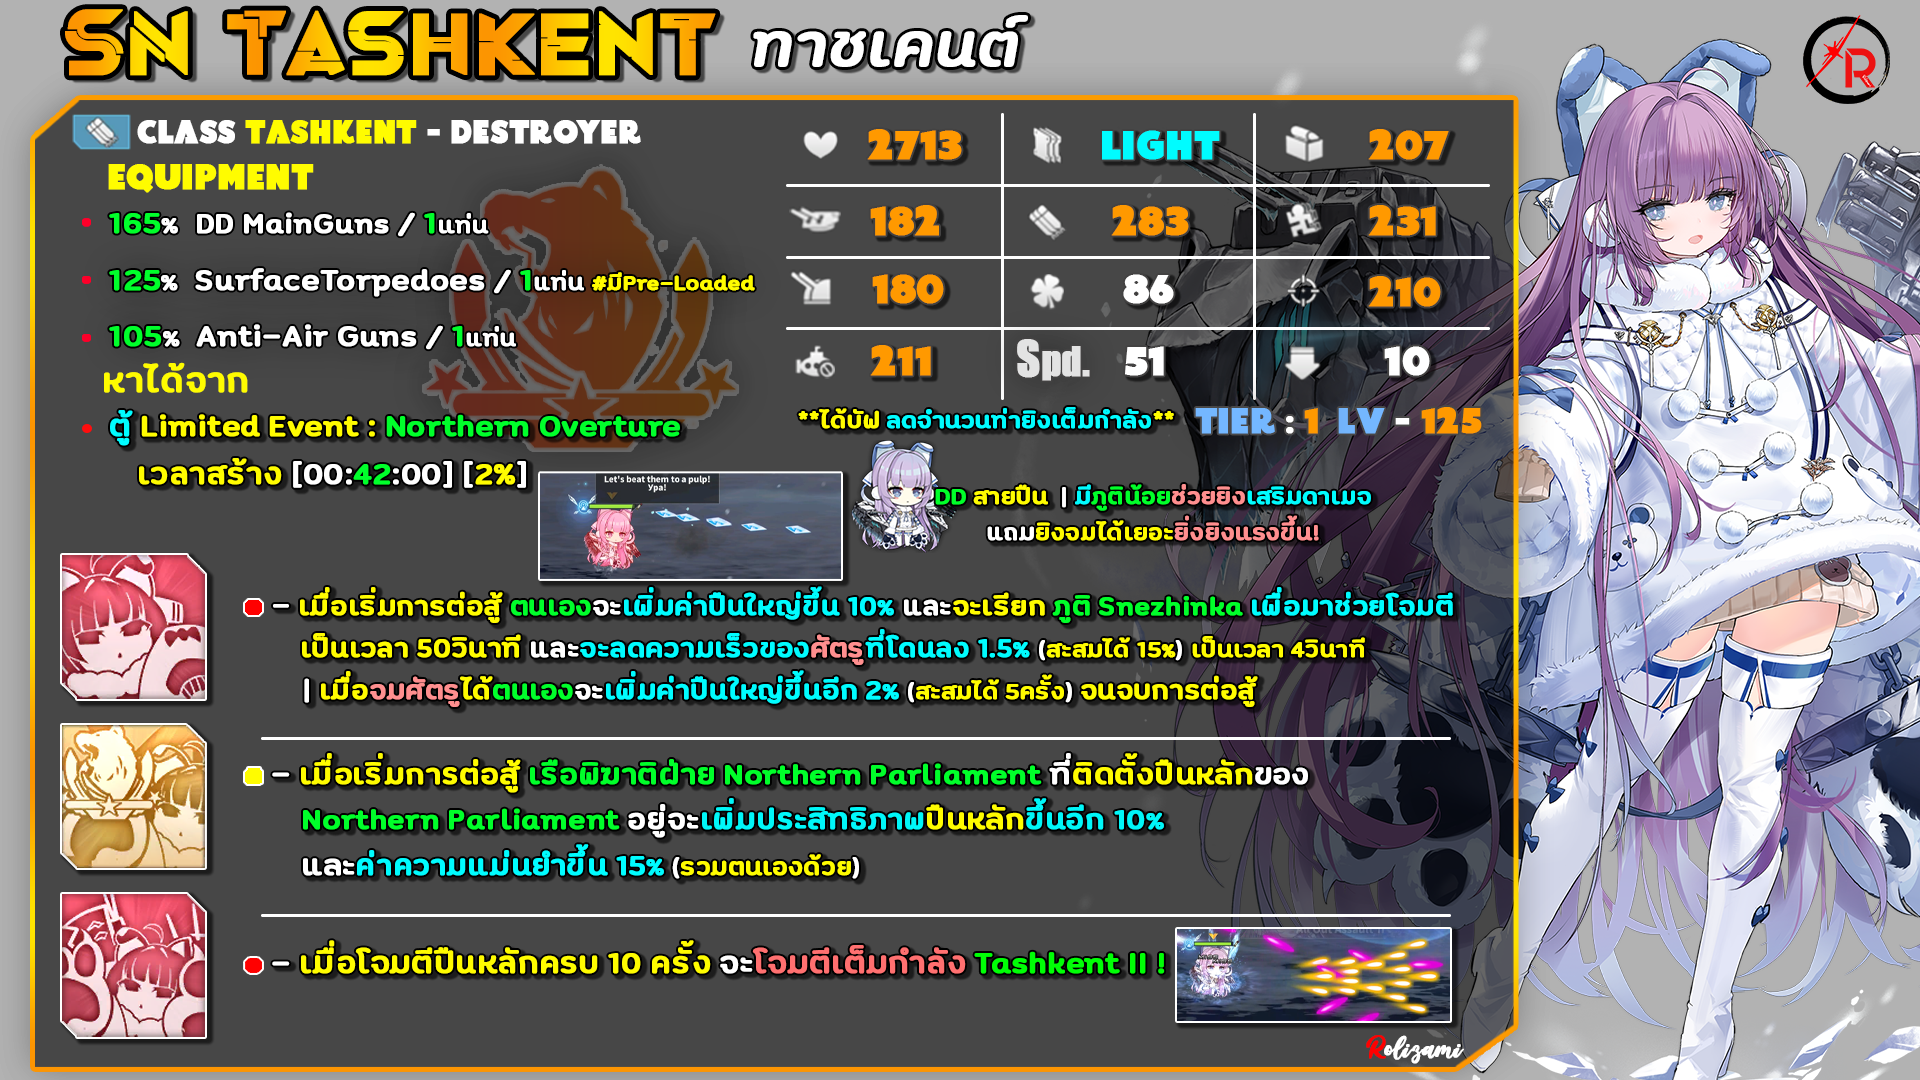 SN TASHKENT ทาชเคนต์
R
CLASS TASHKENT - DESTROYER
EQUIPMENT
165% DD MainGuns / 1แท่น
125% SurfaceTorpedoes / 1แท่น #มีPre-Loaded
105% Anti-Air Guns / 1แท่น
หาได้จาก
ตู้ Limited Event : Northern Overture
เวลาสร้าง [00:42:00] [2%]
2713 LIGHT 207
182 283 231
180 86 210
211 Spd. 51 10
**ได้บัฟ ลดจำนวนท่ายิงเต็มกำลัง** TIER : 1 LV - 125
Let's beat them to a pulp!
Ура!
DD สายปืน | มีภูติน้อยช่วยยิงเสริมดาเมจ
แถมยิงจมได้เยอะยิ่งยิงแรงขึ้น!
- เมื่อเริ่มการต่อสู้ ตนเองจะเพิ่มค่าปืนใหญ่ขึ้น 10% และจะเรียก ภูติ Snezhinka เพื่อมาช่วยโจมตี
เป็นเวลา 50วินาที และจะลดความเร็วของศัตรูที่โดนลง 1.5% (สะสมได้ 15%) เป็นเวลา 4วินาที
| เมื่อจมศัตรูได้ตนเองจะเพิ่มค่าปืนใหญ่ขึ้นอีก 2% (สะสมได้ 5ครั้ง) จนจบการต่อสู้
- เมื่อเริ่มการต่อสู้ เรือพิฆาติฝ่าย Northern Parliament ที่ติดตั้งปืนหลักของ
Northern Parliament อยู่จะเพิ่มประสิทธิภาพปืนหลักขึ้นอีก 10%
และค่าความแม่นยำขึ้น 15% (รวมตนเองด้วย)
- เมื่อโจมตีปืนหลักครบ 10 ครั้ง จะโจมตีเต็มกำลัง Tashkent II !
Rolizami